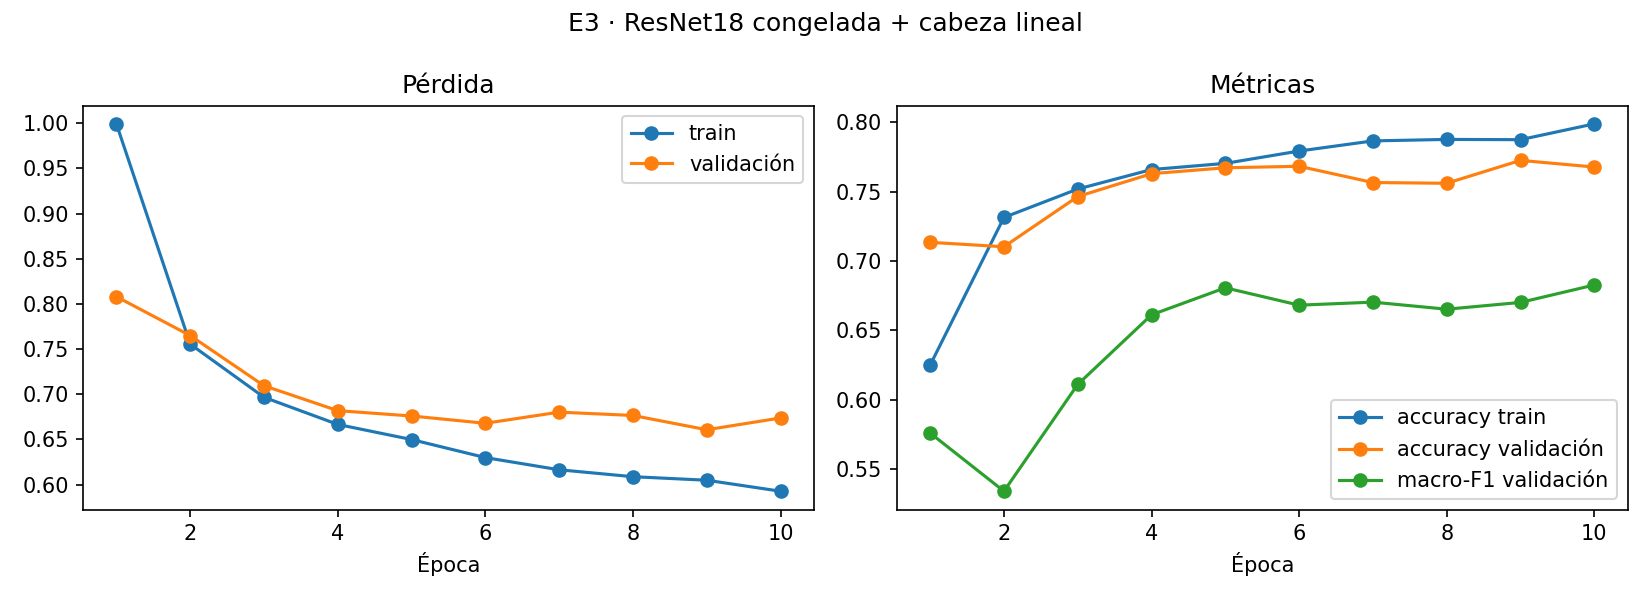 E3 · ResNet18 congelada + cabeza lineal
Pérdida
1.00
0.95
0.90
0.85
0.80
0.75
0.70
0.65
0.60
train
validación
2 4 6 8 10
Época
Métricas
0.80
0.75
0.70
0.65
0.60
0.55
accuracy train
accuracy validación
macro-F1 validación
2 4 6 8 10
Época